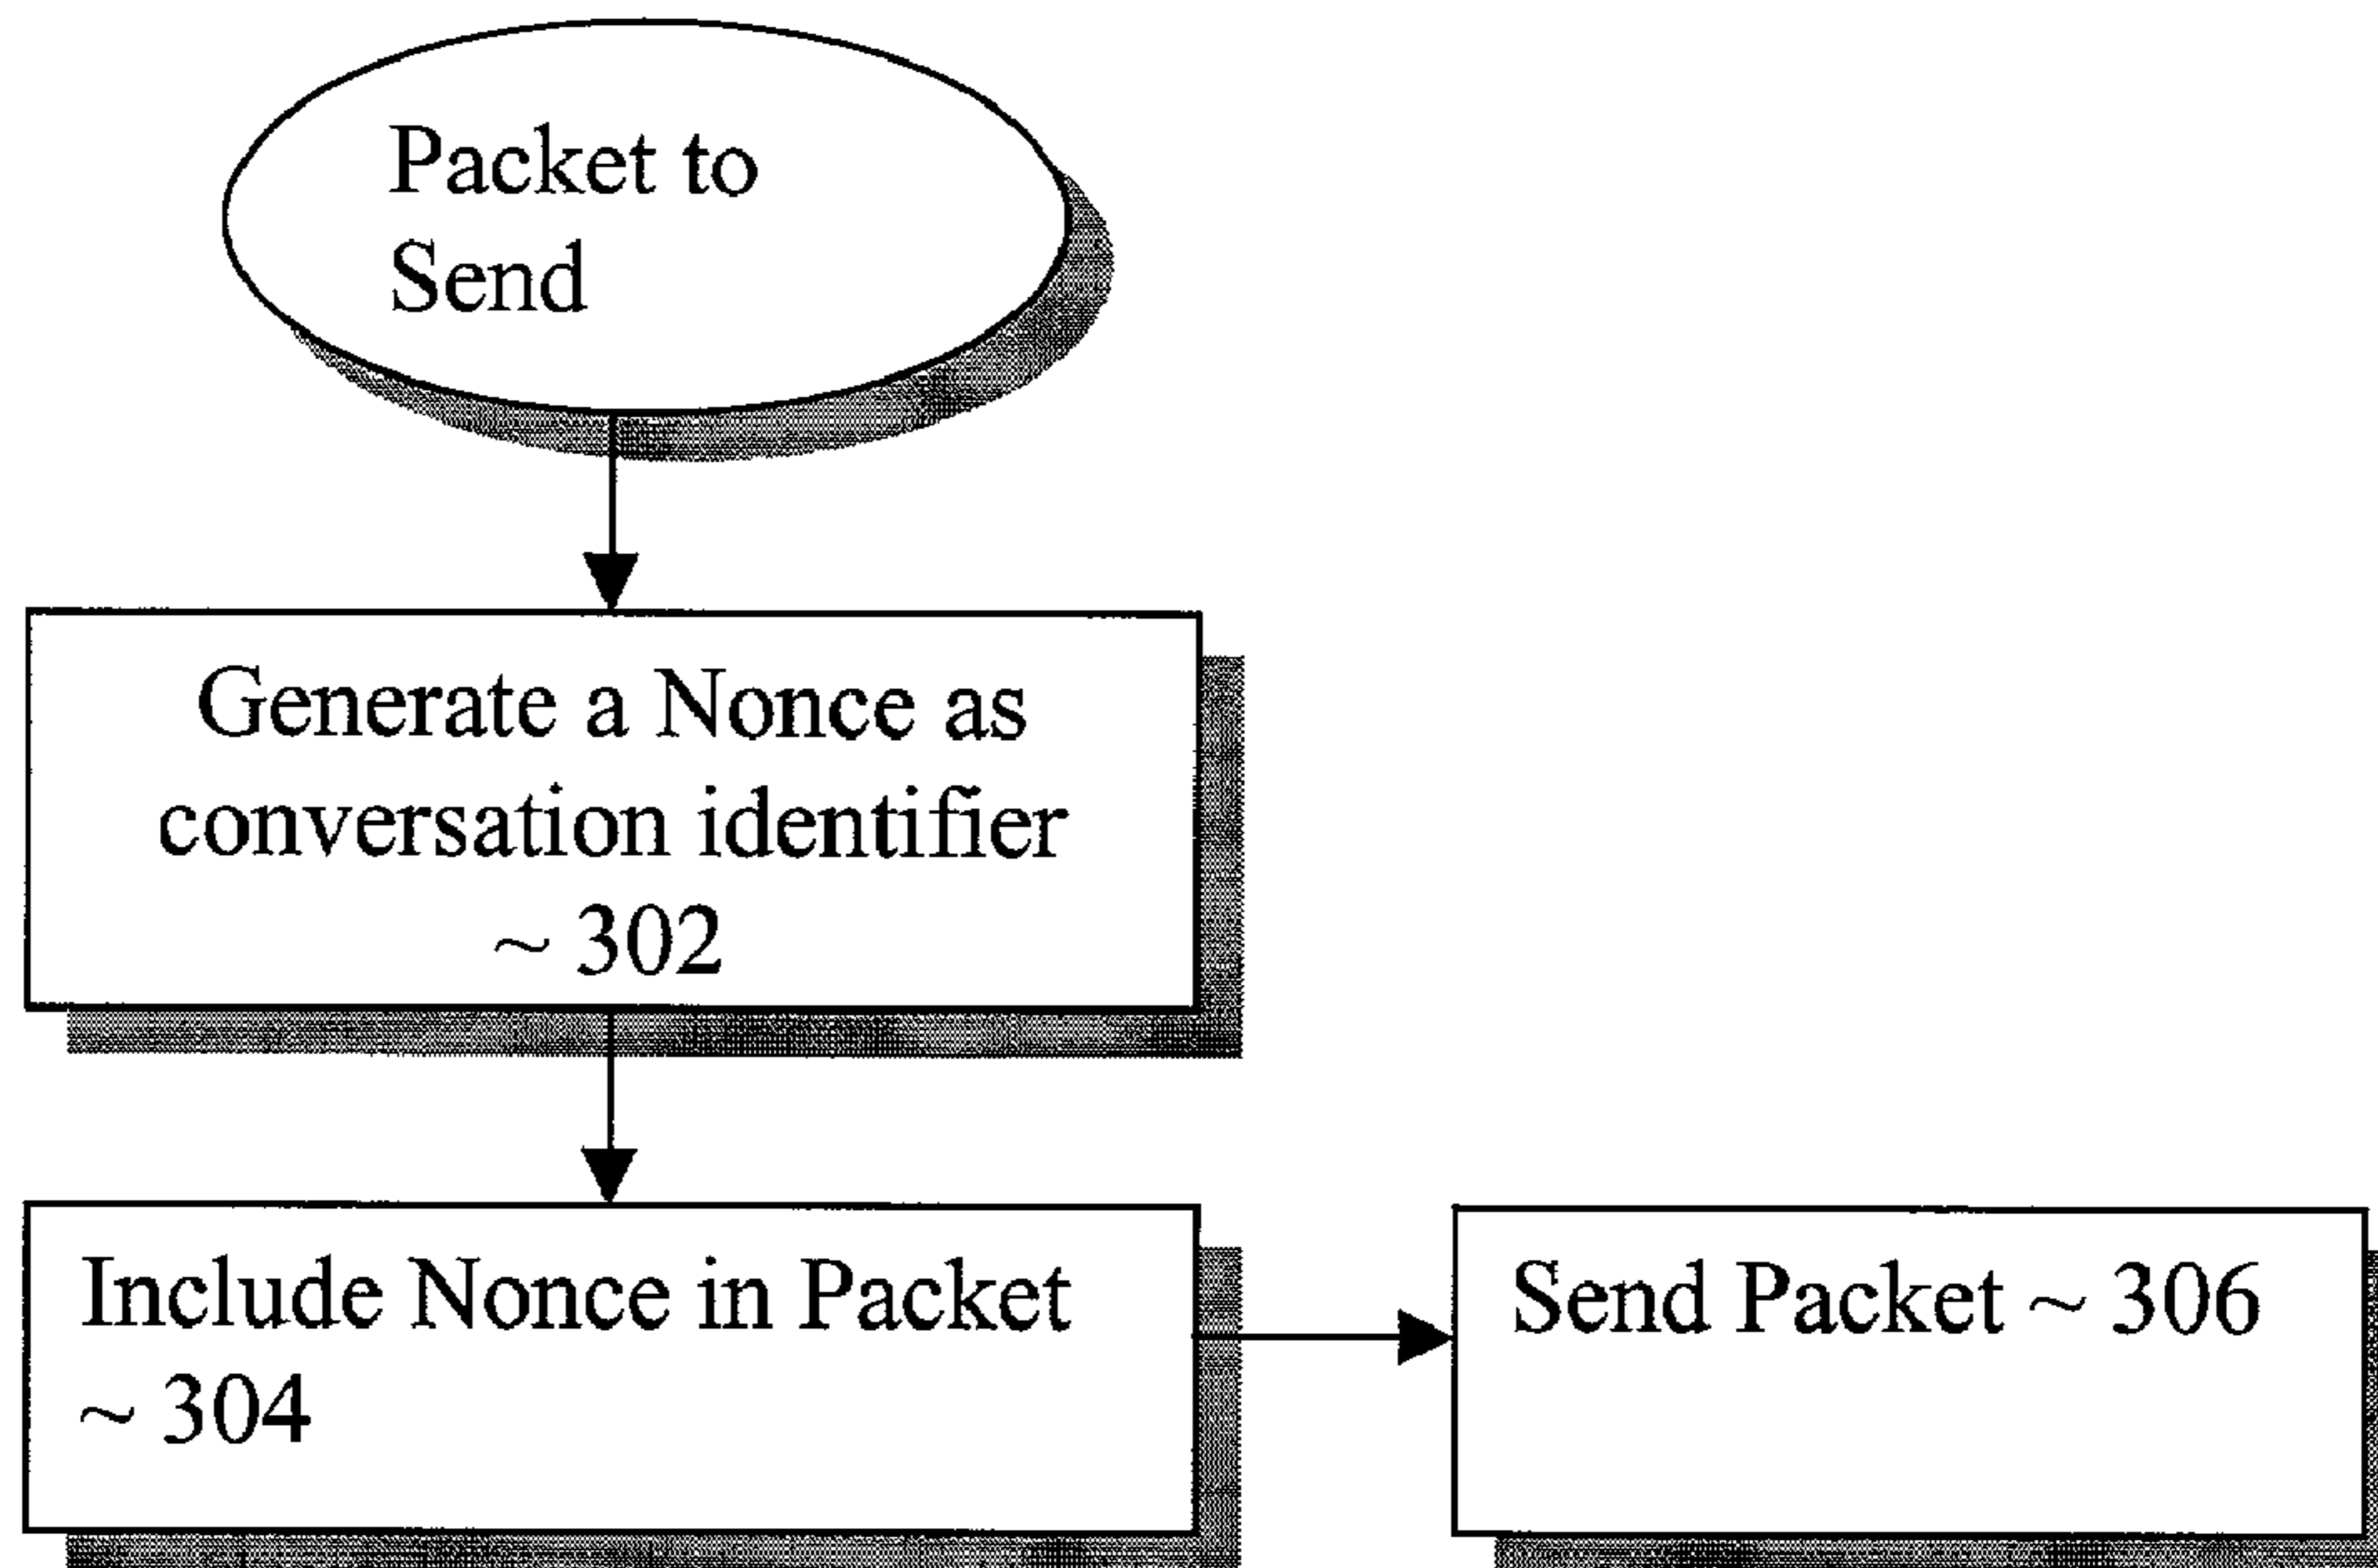 Packet to
Send
Generate a Nonce as
conversation identifier
~ 302
Include Nonce in Packet
~ 304
Send Packet ~ 306